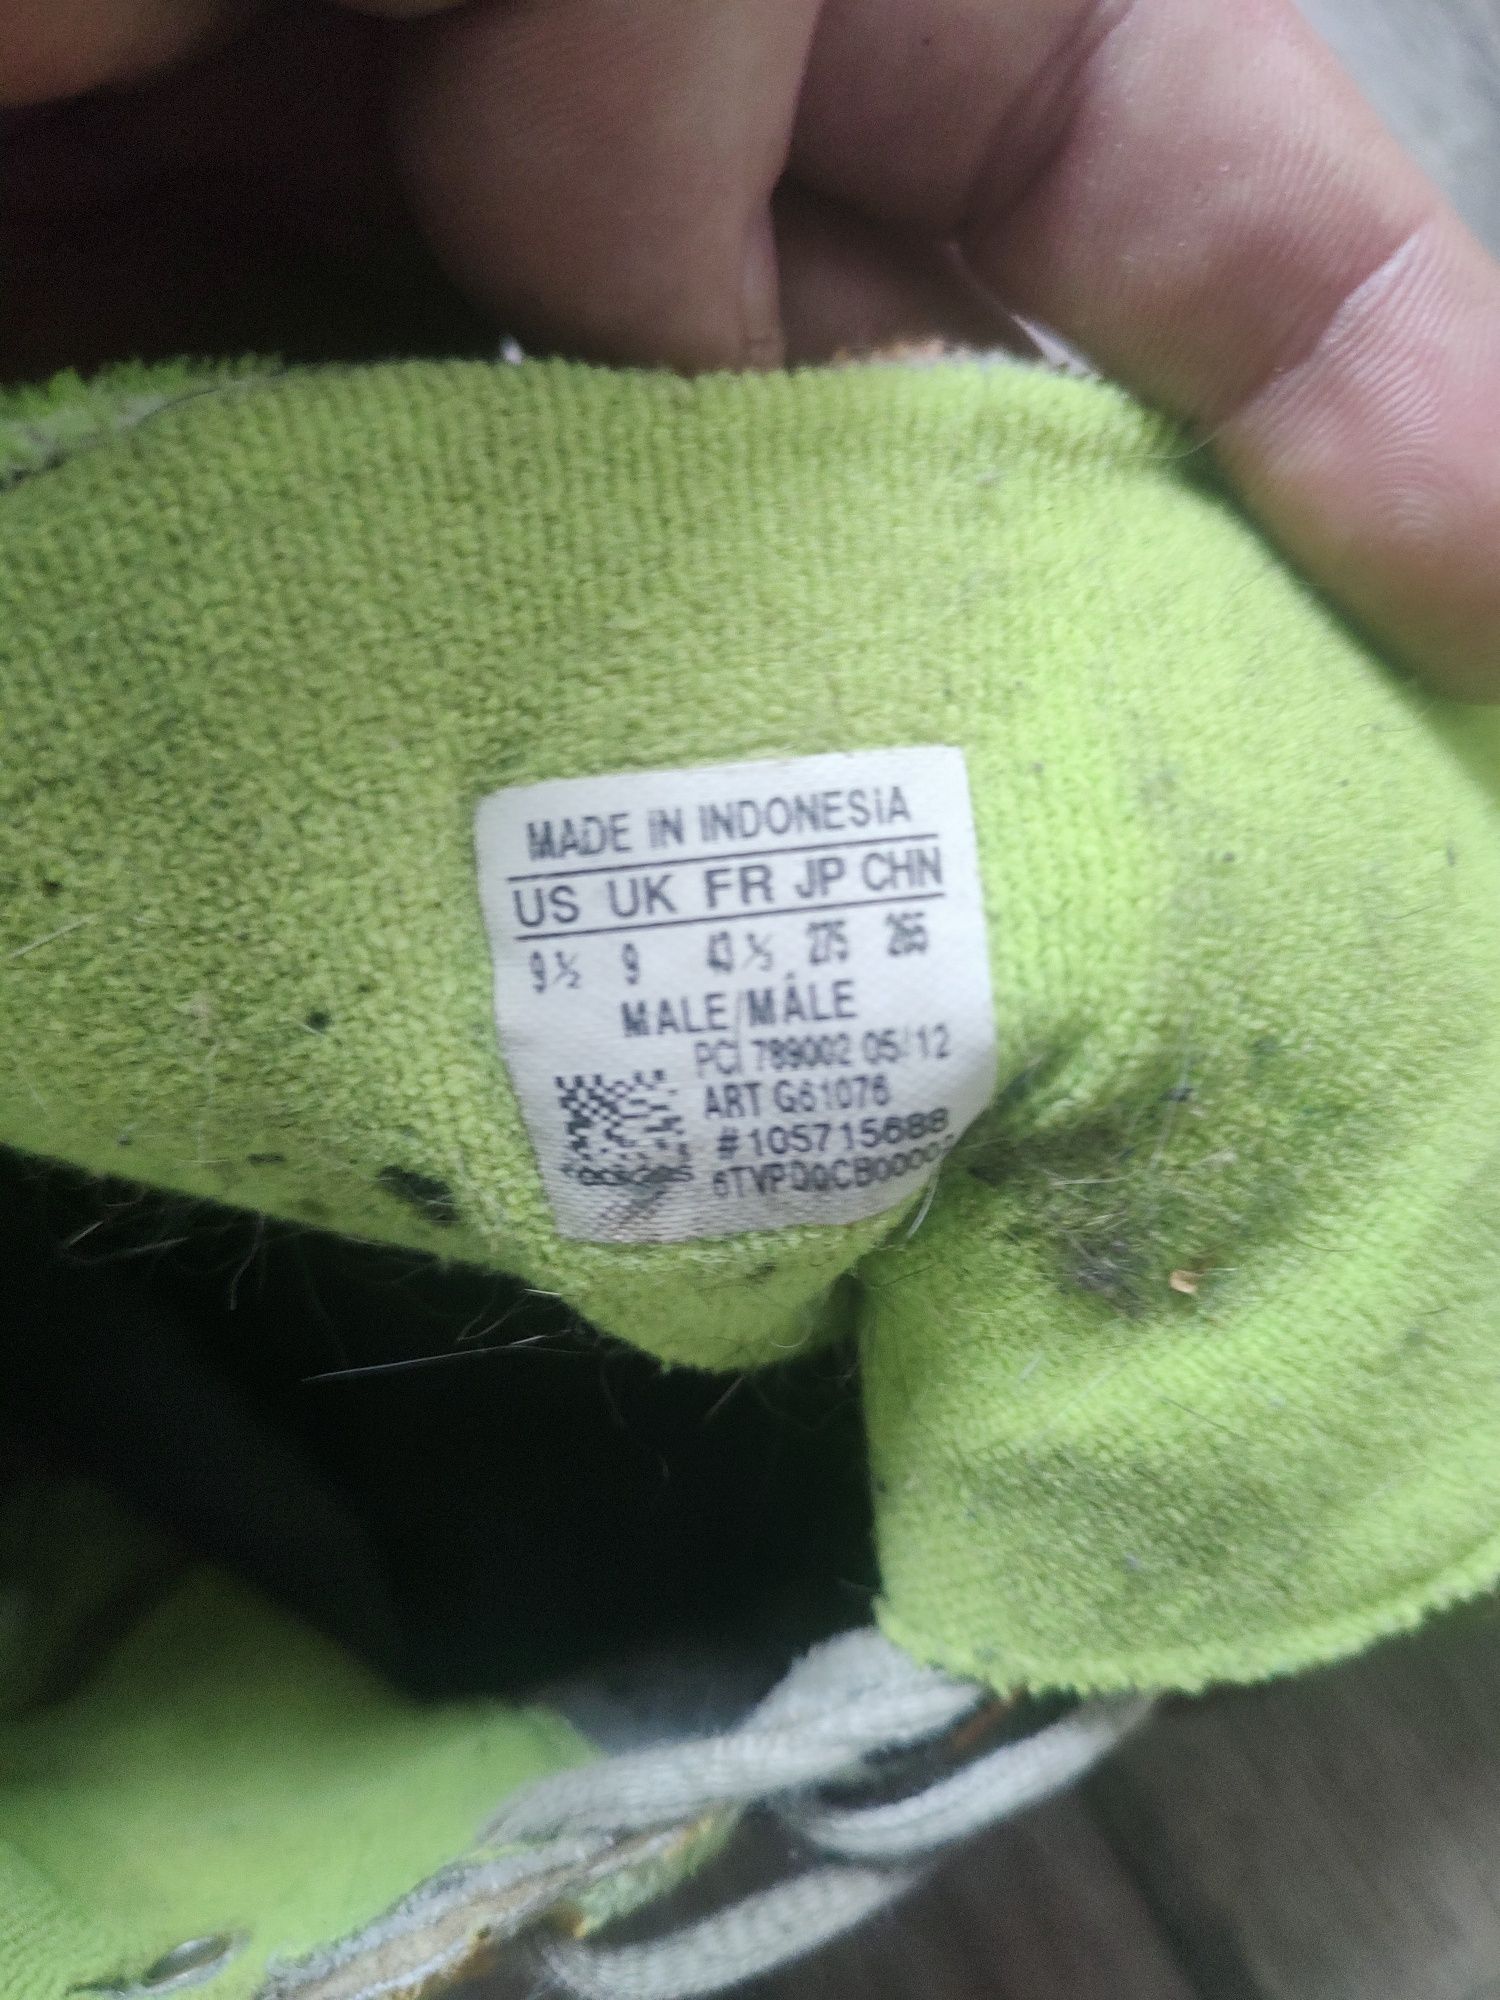 MADE IN INDONESIA
US UK FR JP CHN
9½ 9 43⅓ 275 265
MALE/MÂLE
PCI 789002 05/12
ART G61076
#105715688